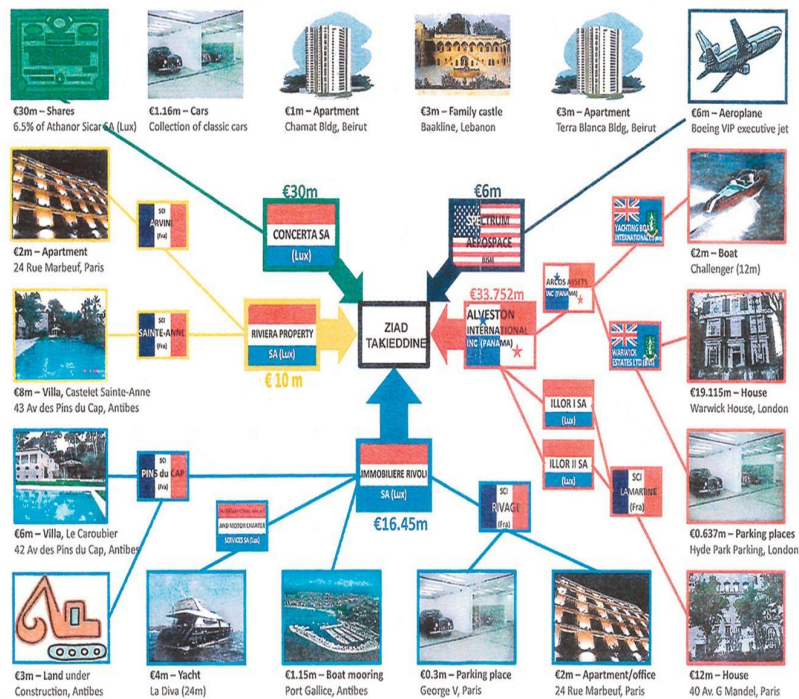 €30m – Shares
6.5% of Athanor Sicar SA (Lux)
€1.16m – Cars
Collection of classic cars
€1m – Apartment
Chamat Bldg, Beirut
€3m – Family castle
Baakline, Lebanon
€3m – Apartment
Terra Blanca Bldg, Beirut
€6m – Aeroplane
Boeing VIP executive jet
€30m
CONCERTA SA
(Lux)
€6m
SPECTRUM
AEROSPACE
(USA)
€2m – Apartment
24 Rue Marbeuf, Paris
SCI
ARVINE
(Fra)
YACHTING BOAT
INTERNATIONAL
€2m – Boat
Challenger (12m)
SAINTE-ANNE
(Fra)
RIVIERA PROPERTY
SA (Lux)
€ 10 m
ZIAD
TAKIEDDINE
€33.752m
ALVESTON
INTERNATIONAL
INC (PANAMA)
ARCOS ASSETS
INC (PANAMA)
WARWICK
ESTATES LTD
€8m – Villa, Castelet Sainte-Anne
43 Av des Pins du Cap, Antibes
€19.115m – House
Warwick House, London
ILLOR I SA
(Lux)
ILLOR II SA
(Lux)
SCI
PINS du CAP
(Fra)
IMMOBILIERE RIVOLI
SA (Lux)
€16.45m
SCI
RIVAGE
(Fra)
SCI
LAMARTINE
(Fra)
INTERNATIONAL YACHT
AND MOTOR CHARTER
SERVICES SA (Lux)
€6m – Villa, Le Caroubier
42 Av des Pins du Cap, Antibes
€0.637m – Parking places
Hyde Park Parking, London
€3m – Land under
Construction, Antibes
€4m – Yacht
La Diva (24m)
€1.15m – Boat mooring
Port Gallice, Antibes
€0.3m – Parking place
George V, Paris
€2m – Apartment/office
24 Rue Marbeuf, Paris
€12m – House
40 Av. G Mandel, Paris